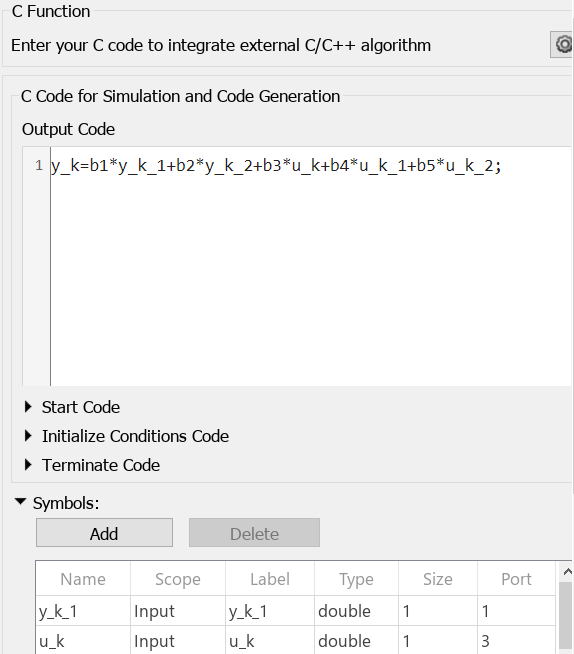 C Function
Enter your C code to integrate external C/C++ algorithm
C Code for Simulation and Code Generation
Output Code
1 y_k=b1*y_k_1+b2*y_k_2+b3*u_k+b4*u_k_1+b5*u_k_2;
Start Code
Initialize Conditions Code
Terminate Code
Symbols:
Add Delete
Name Scope Label Type Size Port
y_k_1 Input y_k_1 double 1 1
u_k Input u_k double 1 3